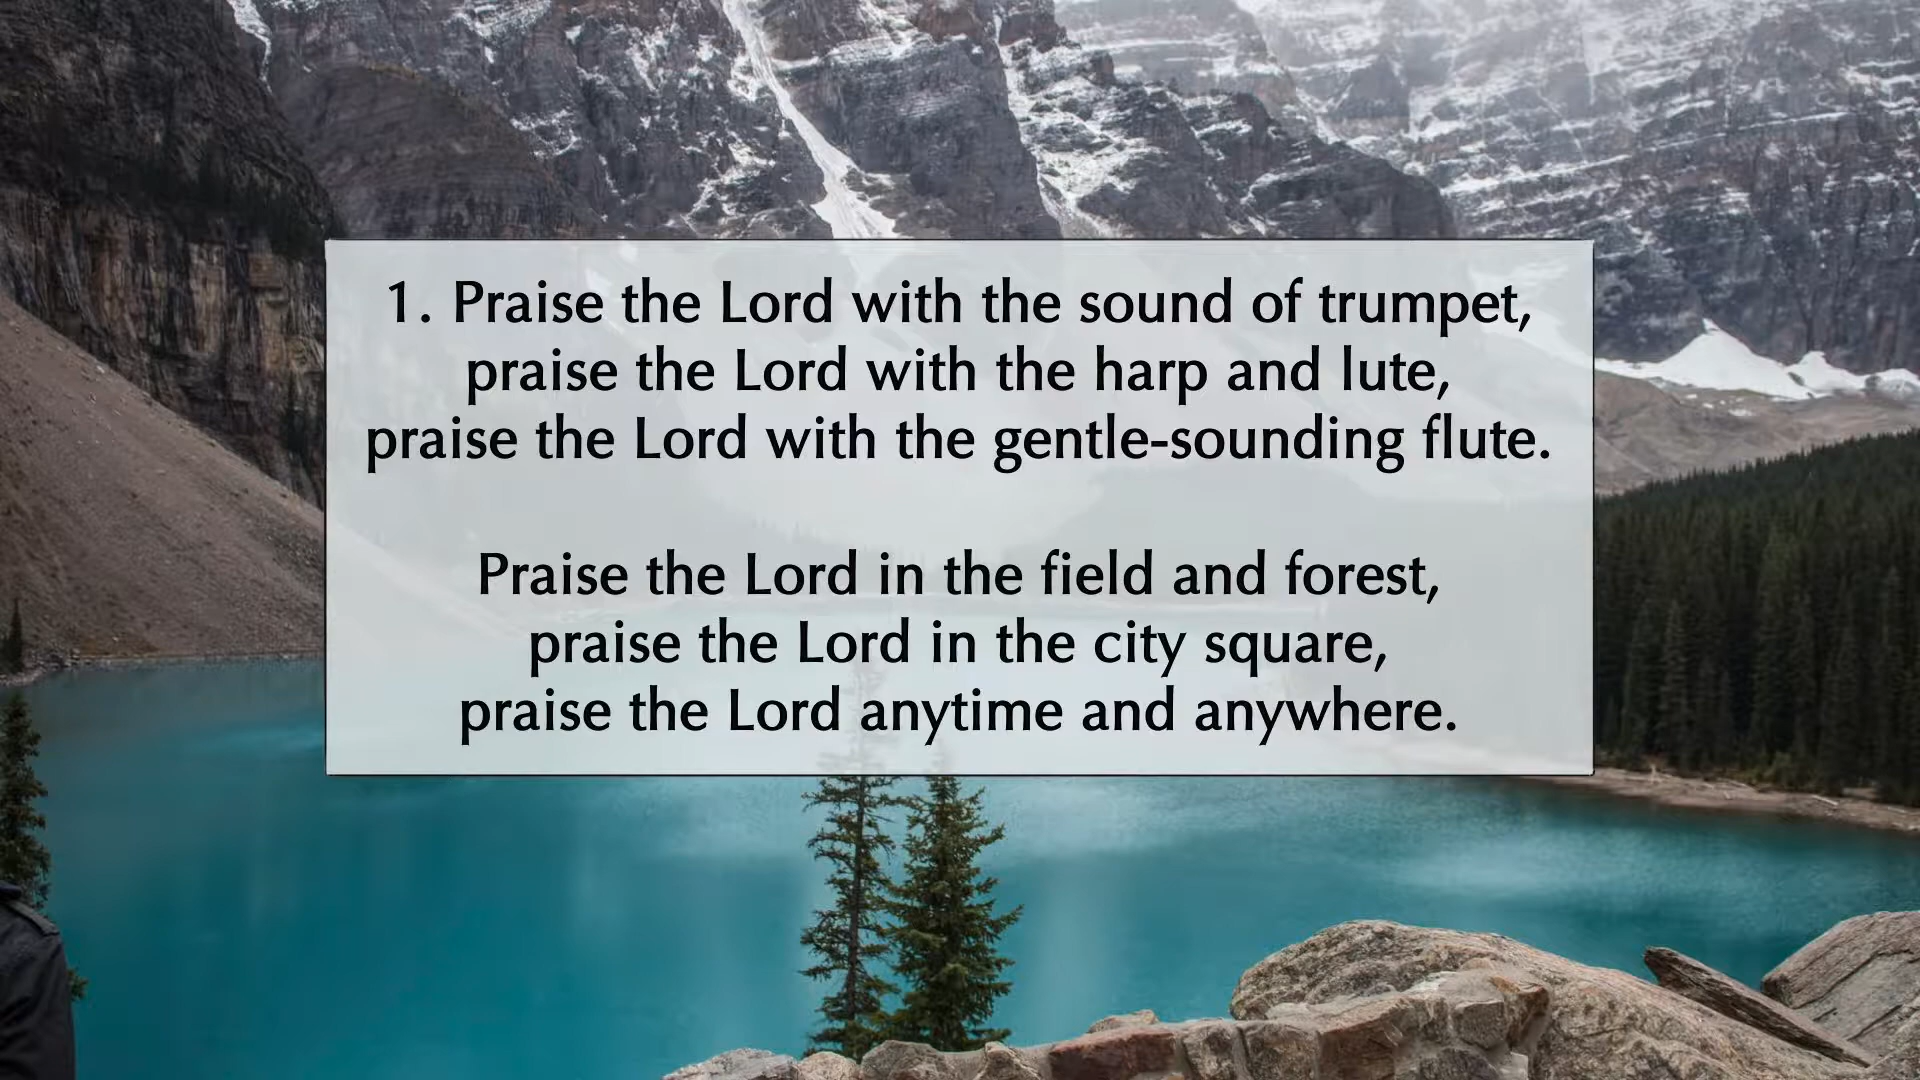 1. Praise the Lord with the sound of trumpet,
praise the Lord with the harp and lute,
praise the Lord with the gentle-sounding flute.
Praise the Lord in the field and forest,
praise the Lord in the city square,
praise the Lord anytime and anywhere.